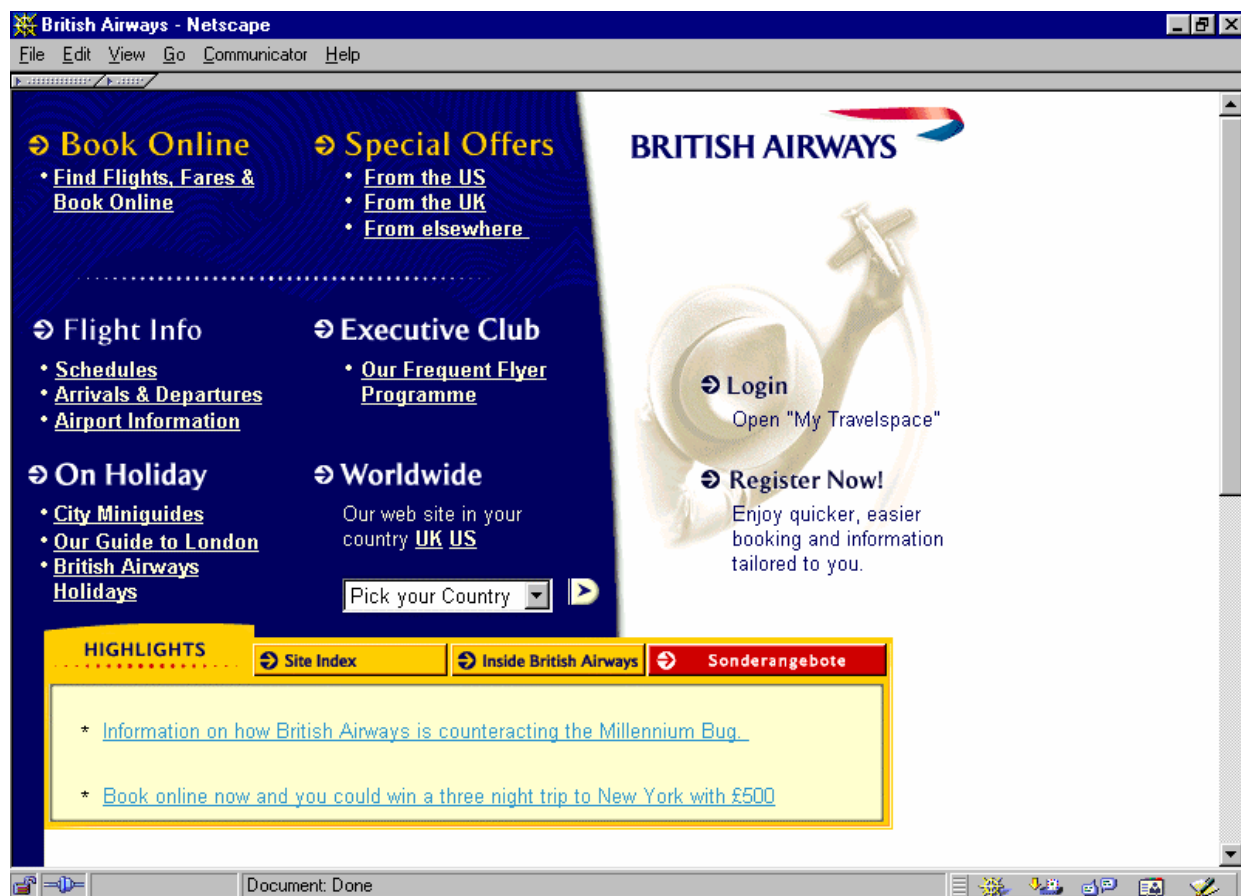 British Airways - Netscape
File Edit View Go Communicator Help
Book Online
• Find Flights, Fares &
Book Online
Special Offers
• From the US
• From the UK
• From elsewhere
BRITISH AIRWAYS
Flight Info
• Schedules
• Arrivals & Departures
• Airport Information
Executive Club
• Our Frequent Flyer
Programme
Login
Open "My Travelspace"
On Holiday
• City Miniguides
• Our Guide to London
• British Airways
Holidays
Worldwide
Our web site in your
country UK US
Pick your Country
Register Now!
Enjoy quicker, easier
booking and information
tailored to you.
HIGHLIGHTS
Site Index
Inside British Airways
Sonderangebote
* Information on how British Airways is counteracting the Millennium Bug.
* Book online now and you could win a three night trip to New York with £500
Document: Done